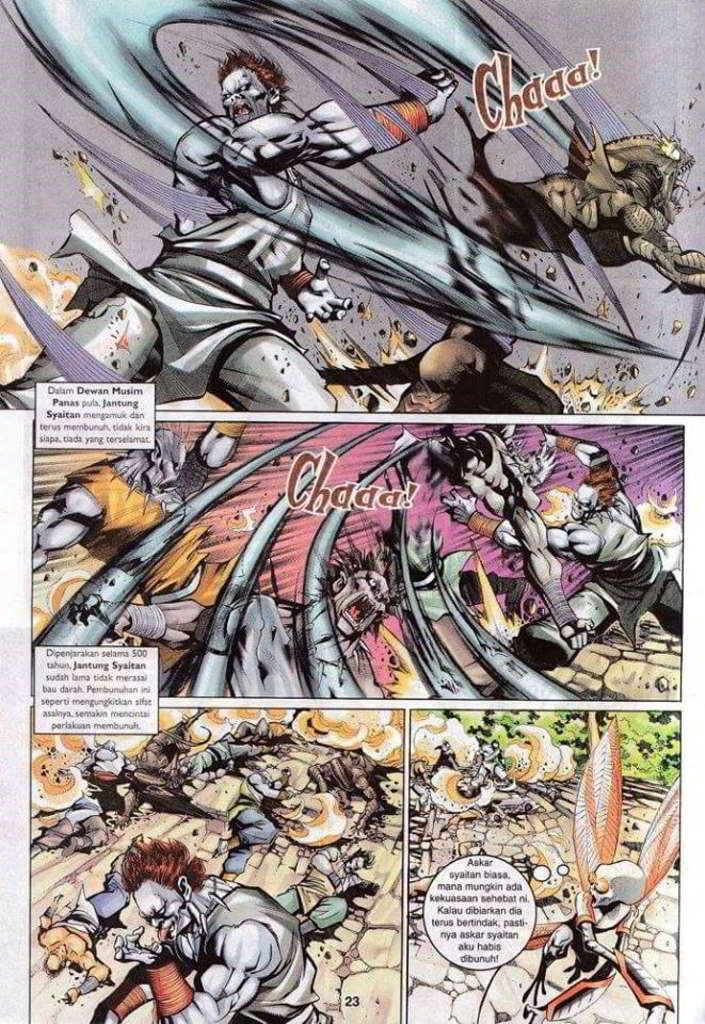 Chaaa!
Dalam Dewan Musim
Panas pula, Jantung
Syaitan mengamuk dan
terus membunuh, tidak kira
siapa, tiada yang terselamat.
Chaaaa!
Dipenjarakan selama 500
tahun, Jantung Syaitan
sudah lama tidak merasai
bau darah. Pembunuhan ini
seperti mengungkitkan sifat
asalnya, semakin mencintai
perlakuan membunuh.
Askar
syaitan biasa,
mana mungkin ada
kekuasaan sehebat ni.
Kalau dibiarkan dia
terus bertindak, pasti-
nya askar syaitan
aku habis
dibunuh!
23